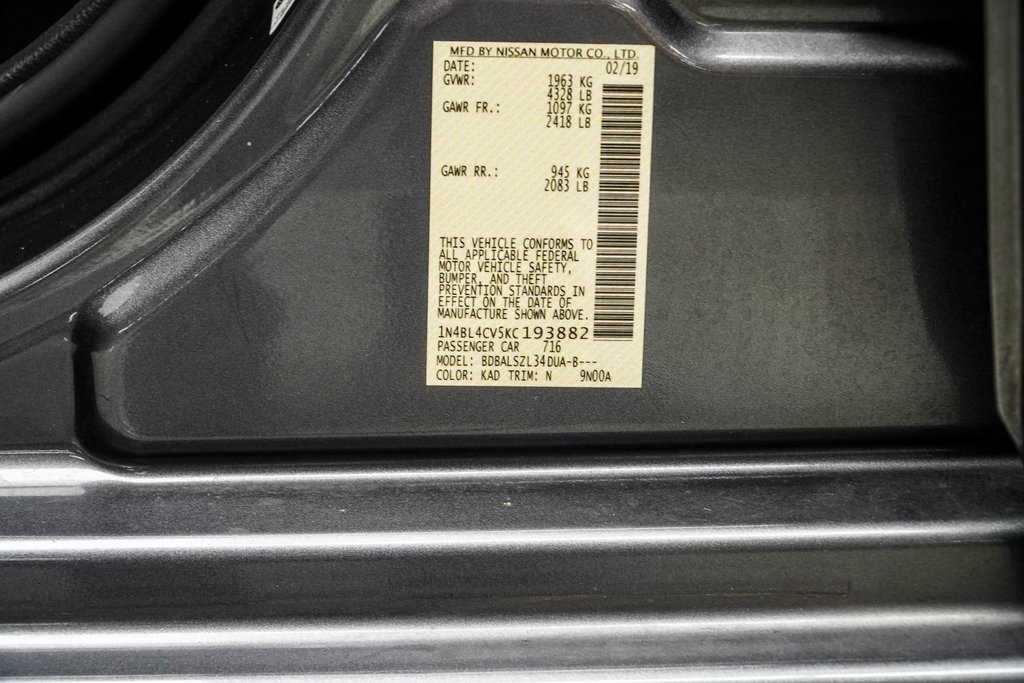 MFD BY NISSAN MOTOR CO., LTD.
DATE: 02/19
GVWR: 1963 KG
4328 LB
GAWR FR.: 1097 KG
2418 LB
GAWR RR.: 945 KG
2083 LB
THIS VEHICLE CONFORMS TO
ALL APPLICABLE FEDERAL
MOTOR VEHICLE SAFETY,
BUMPER, AND THEFT
PREVENTION STANDARDS IN
EFFECT ON THE DATE OF
MANUFACTURE SHOWN ABOVE.
1N4BL4CV5KC193882
PASSENGER CAR 716
MODEL: BDBALSZL34DUA-B---
COLOR: KAD TRIM: N 9N00A